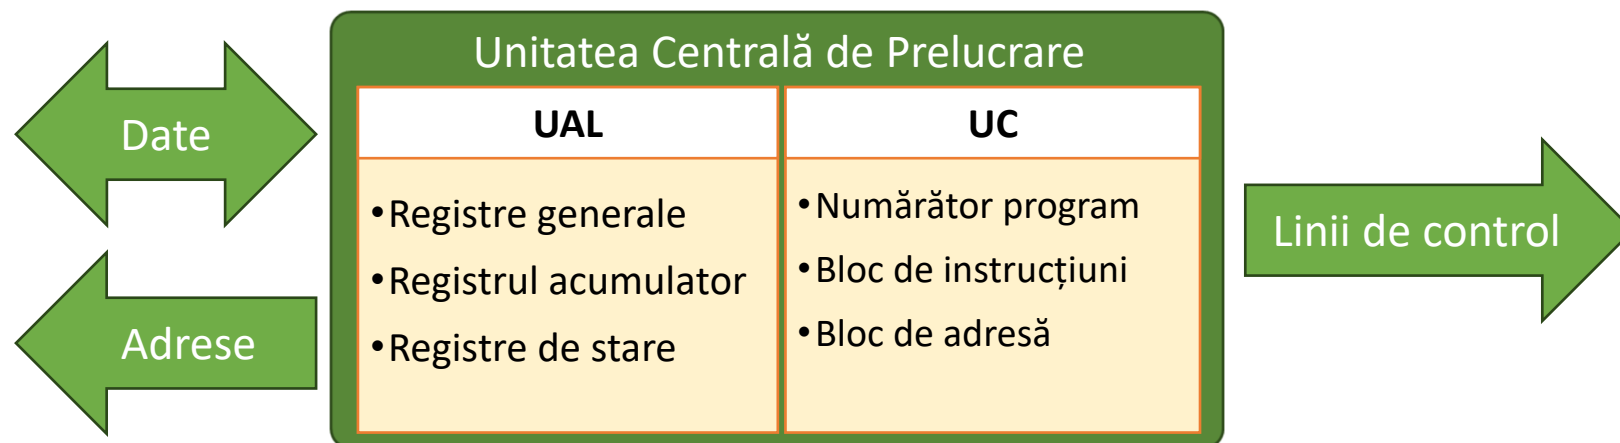 Unitatea Centrală de Prelucrare
Date
Adrese
UAL
•Registre generale
•Registrul acumulator
•Registre de stare
UC
•Numărător program
•Bloc de instrucțiuni
•Bloc de adresă
Linii de control